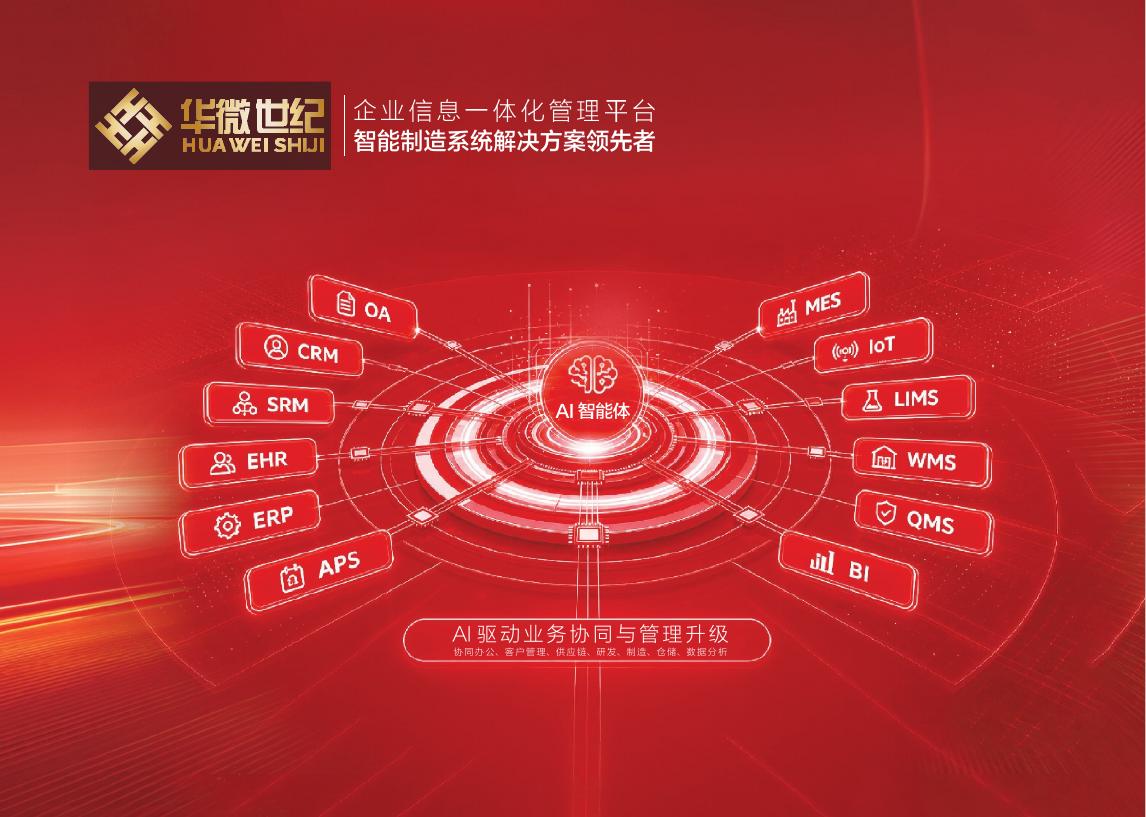 华微世纪
HUA WEI SHIJI
企业信息一体化管理平台
智能制造系统解决方案领先者
OA
CRM
SRM
EHR
ERP
APS
AI 智能体
MES
IoT
LIMS
WMS
QMS
BI
AI 驱动业务协同与管理升级
协同办公、客户管理、供应链、研发、制造、仓储、数据分析